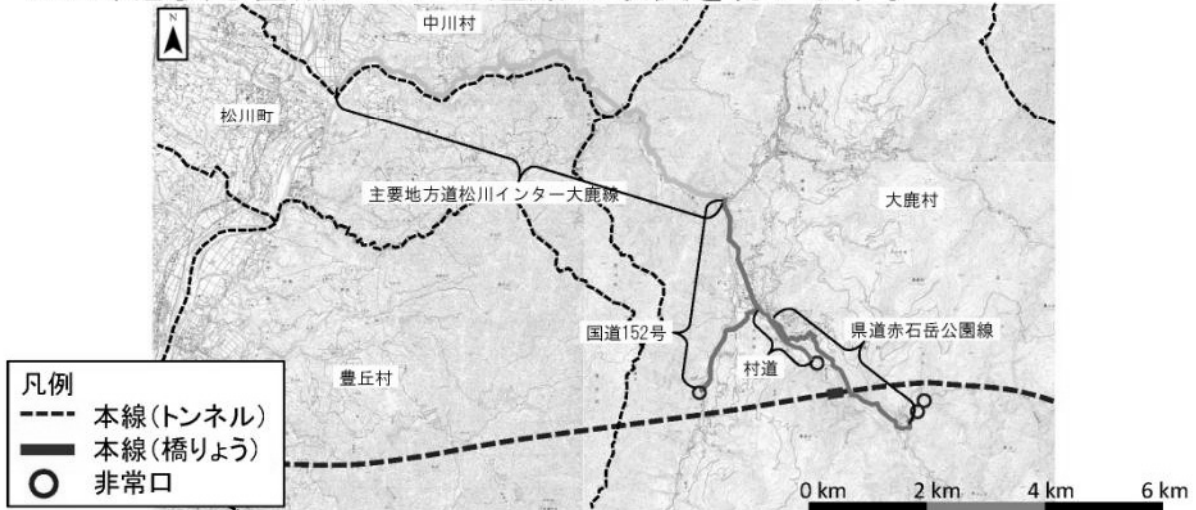 N
中川村
松川町
主要地方道松川インター大鹿線
大鹿村
国道152号
県道赤石岳公園線
村道
豊丘村
凡例
本線(トンネル)
本線(橋りょう)
非常口
0 km 2 km 4 km 6 km